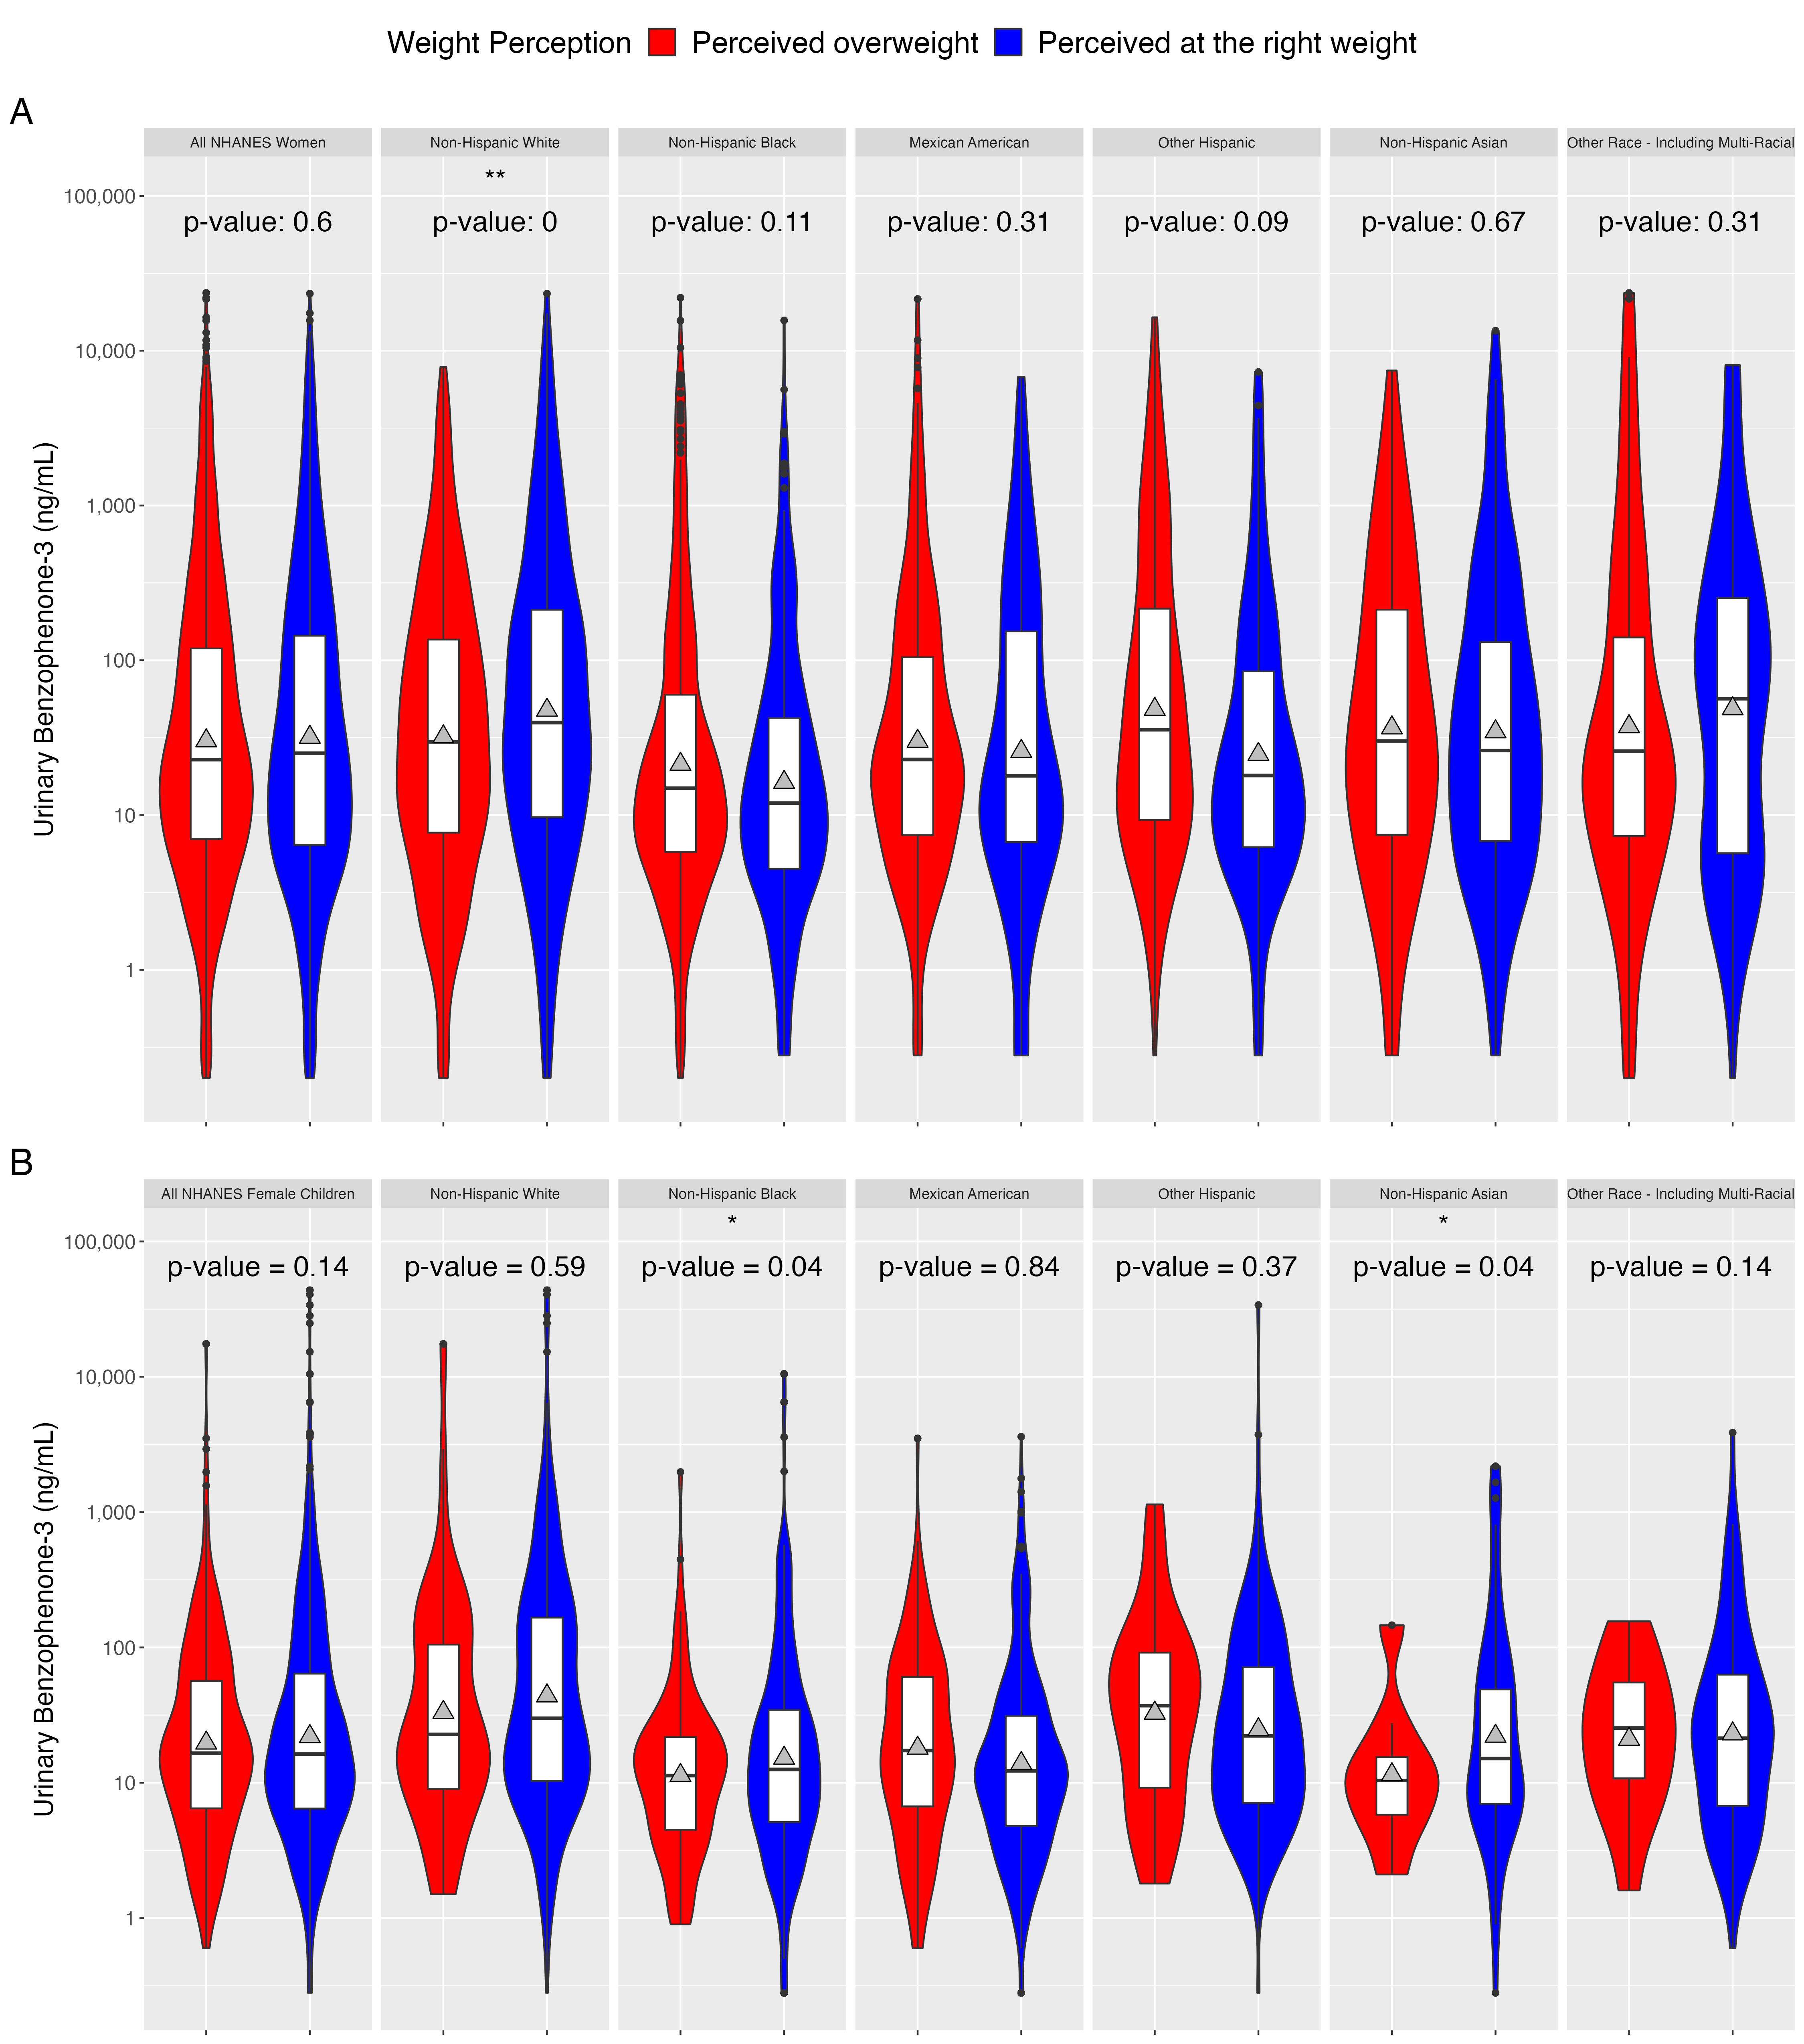 Weight Perception Perceived overweight Perceived at the right weight
A
All NHANES Women Non-Hispanic White Non-Hispanic Black Mexican American Other Hispanic Non-Hispanic Asian Other Race - Including Multi-Racial
**
100,000
p-value: 0.6 p-value: 0 p-value: 0.11 p-value: 0.31 p-value: 0.09 p-value: 0.67 p-value: 0.31
10,000
1,000
100
10
1
Urinary Benzophenone-3 (ng/mL)
B
All NHANES Female Children Non-Hispanic White Non-Hispanic Black Mexican American Other Hispanic Non-Hispanic Asian Other Race - Including Multi-Racial
* *
100,000
p-value = 0.14 p-value = 0.59 p-value = 0.04 p-value = 0.84 p-value = 0.37 p-value = 0.04 p-value = 0.14
10,000
1,000
100
10
1
Urinary Benzophenone-3 (ng/mL)